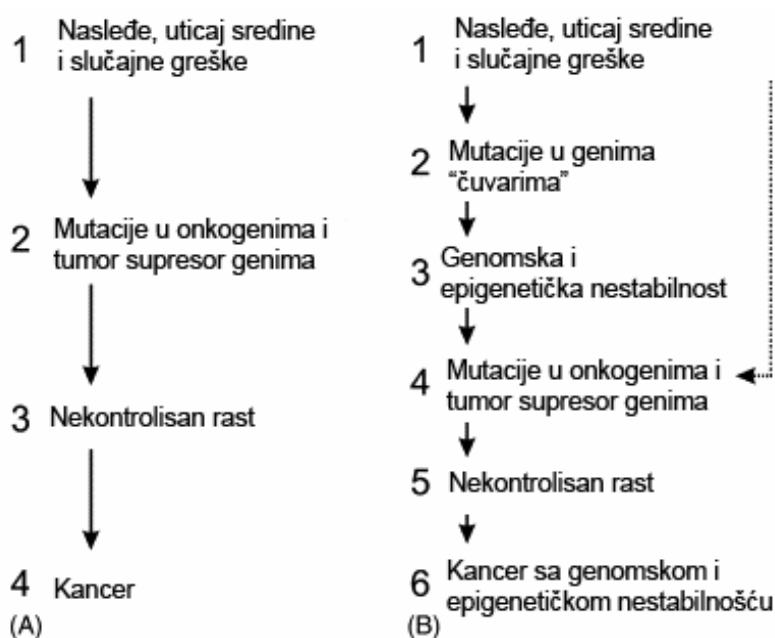 1 Nasleđe, uticaj sredine
i slučajne greške
2 Mutacije u onkogenima i
tumor supresor genima
3 Nekontrolisan rast
4 Kancer
(A)
1 Nasleđe, uticaj sredine
i slučajne greške
2 Mutacije u genima
“čuvarima”
3 Genomska i
epigenetička nestabilnost
4 Mutacije u onkogenima i
tumor supresor genima
5 Nekontrolisan rast
6 Kancer sa genomskom i
epigenetičkom nestabilnošću
(B)